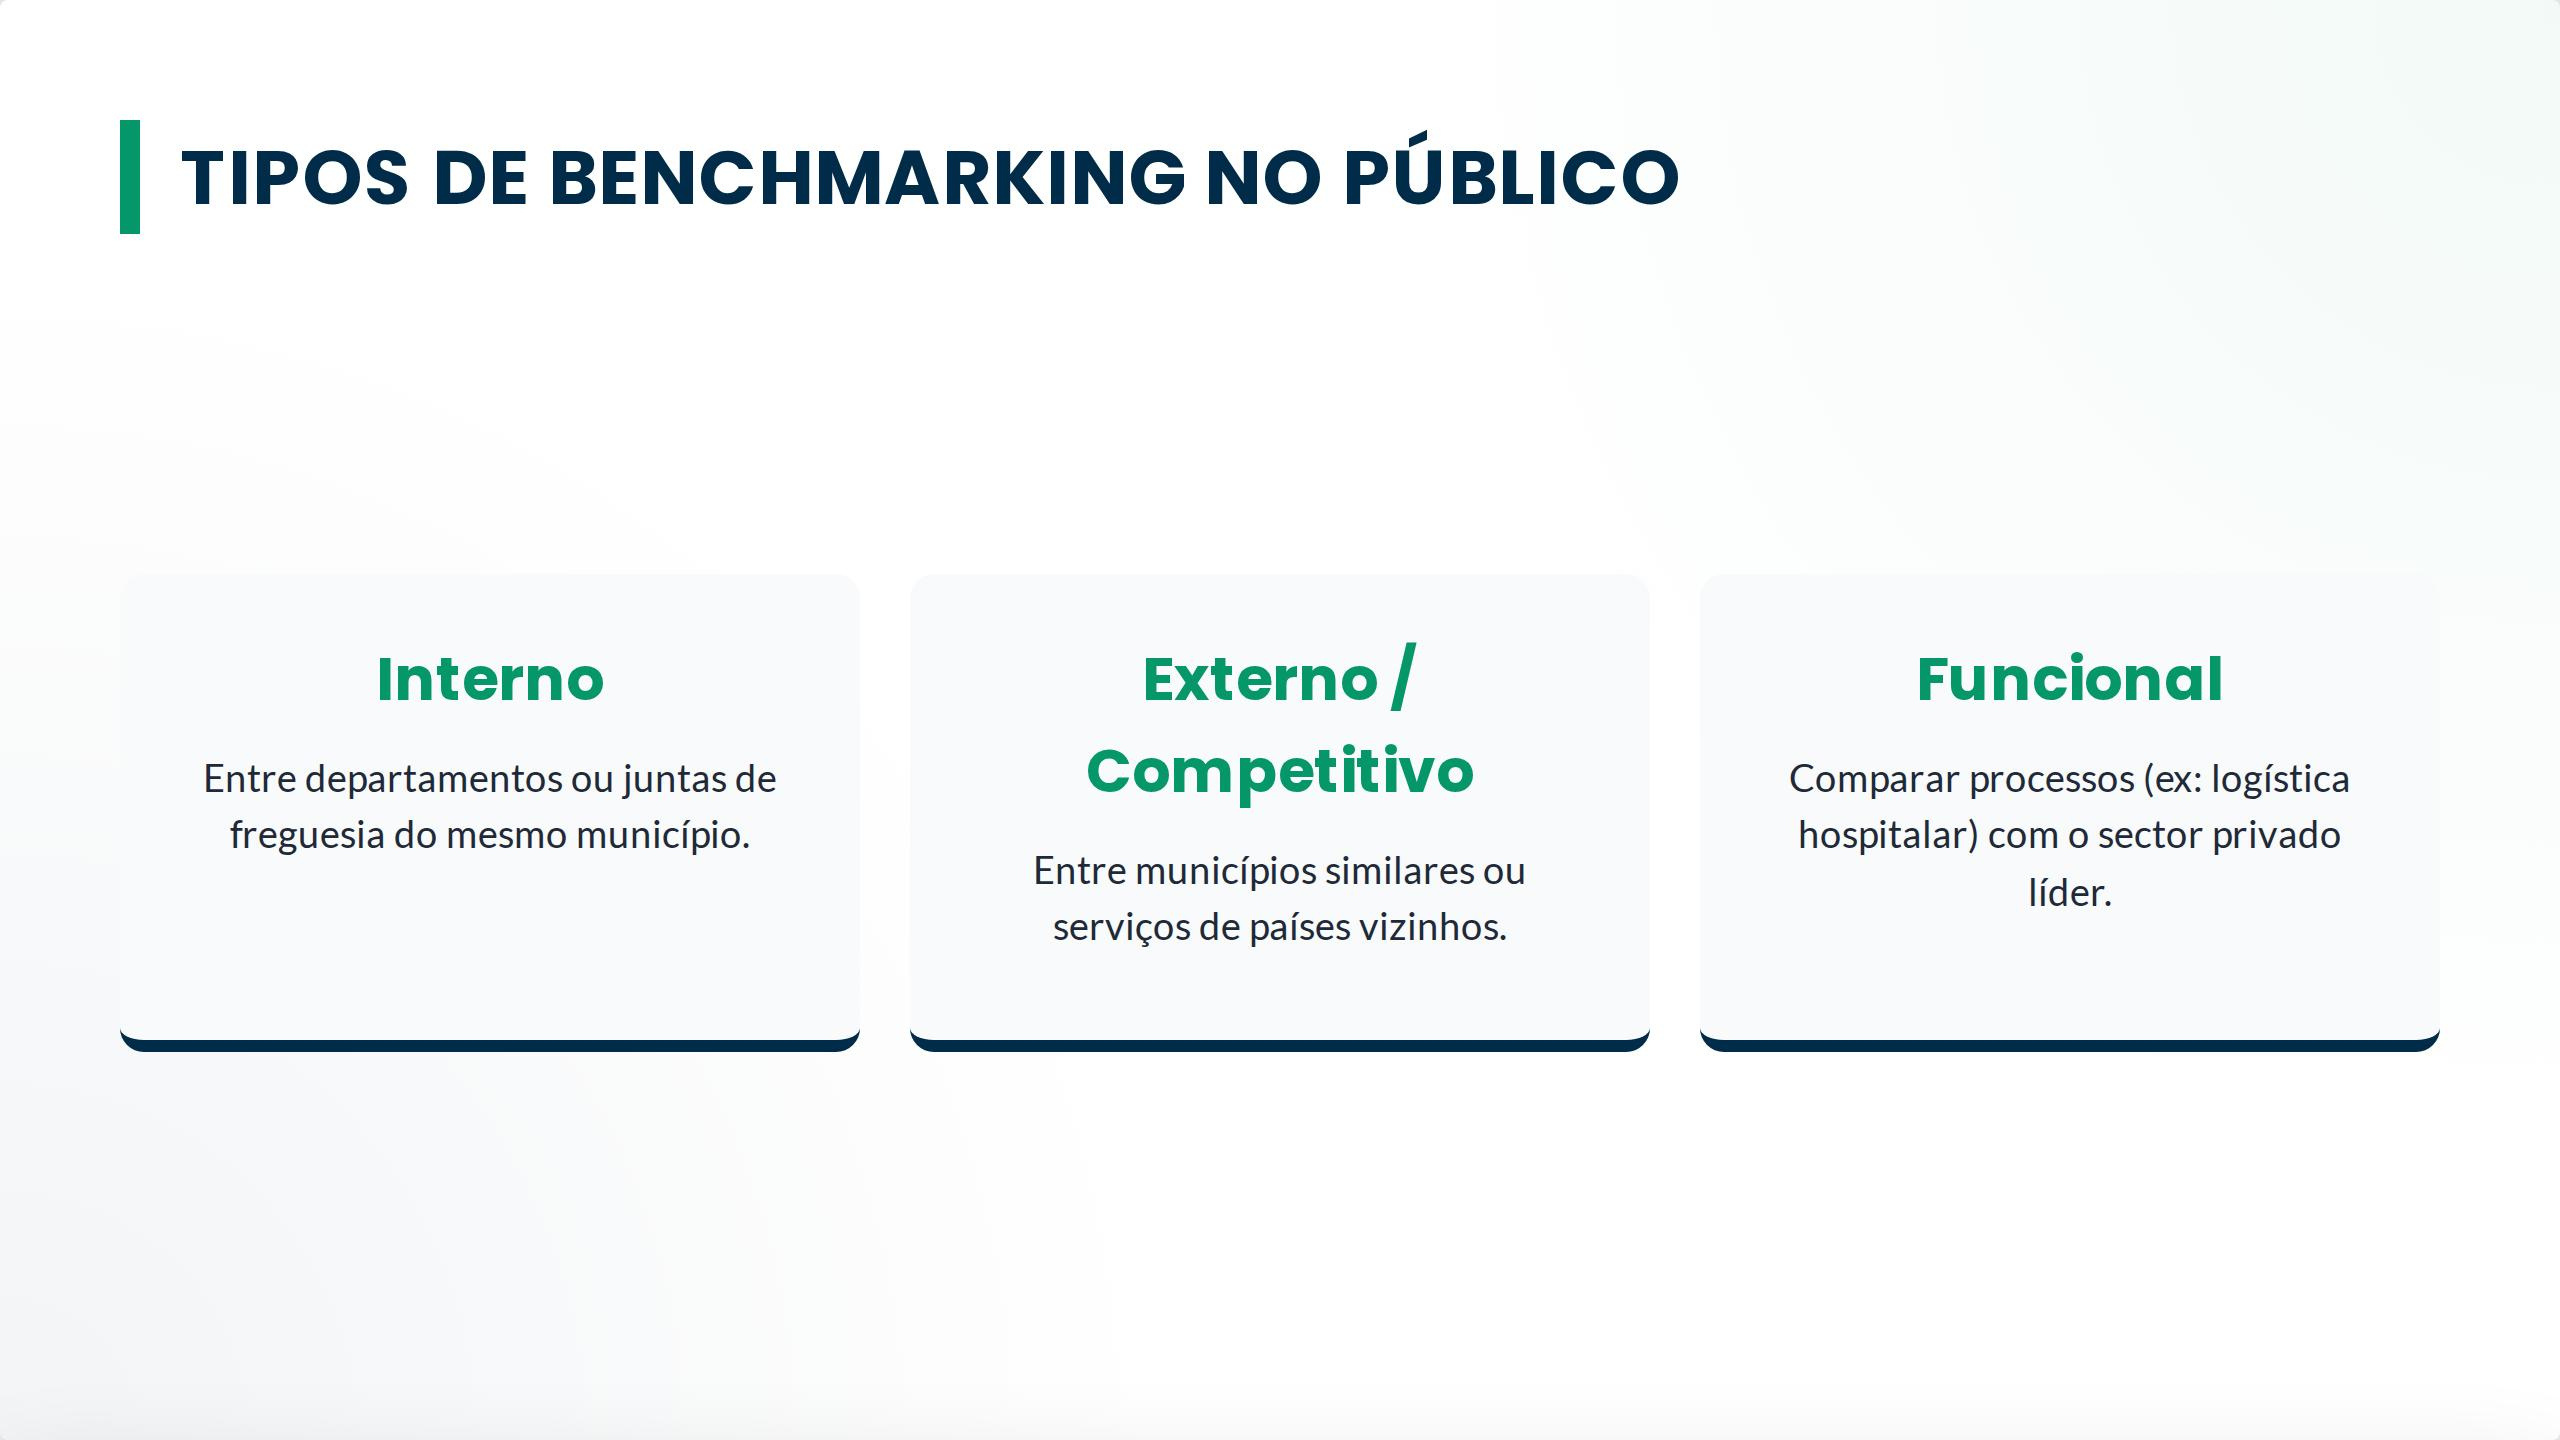 TIPOS DE BENCHMARKING NO PÚBLICO
Interno
Entre departamentos ou juntas de
freguesia do mesmo município.
Externo /
Competitivo
Entre municípios similares ou
serviços de países vizinhos.
Funcional
Comparar processos (ex: logística
hospitalar) com o sector privado
líder.